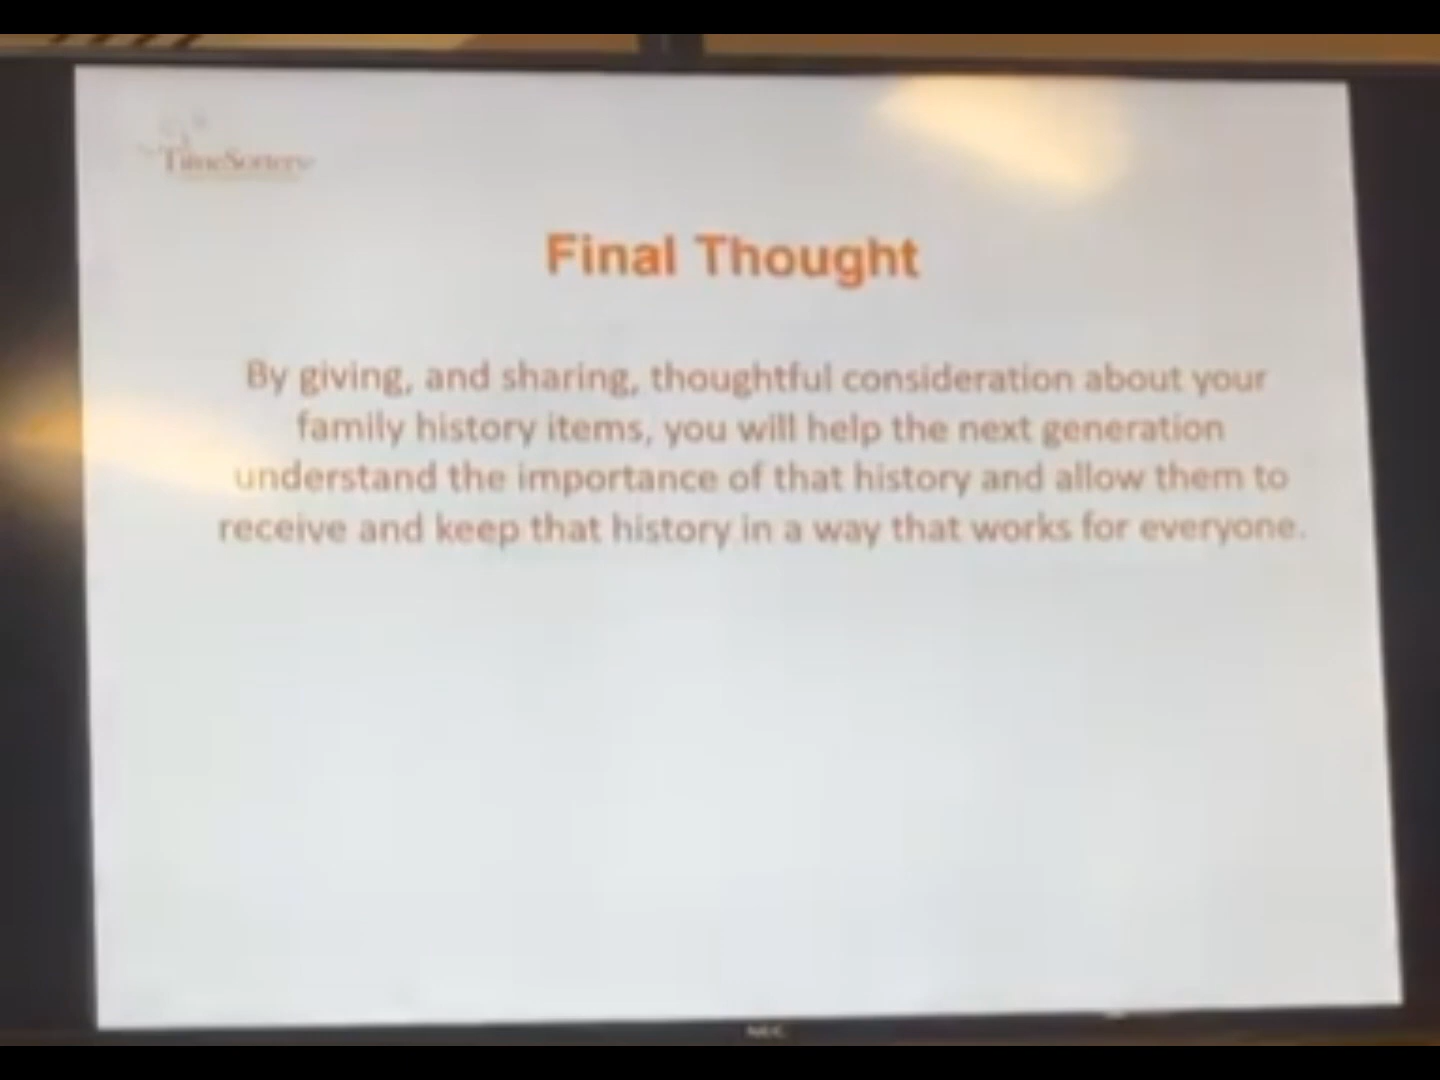 TimeSorters
Final Thought
By giving, and sharing, thoughtful consideration about your
family history items, you will help the next generation
understand the importance of that history and allow them to
receive and keep that history in a way that works for everyone.
NEC